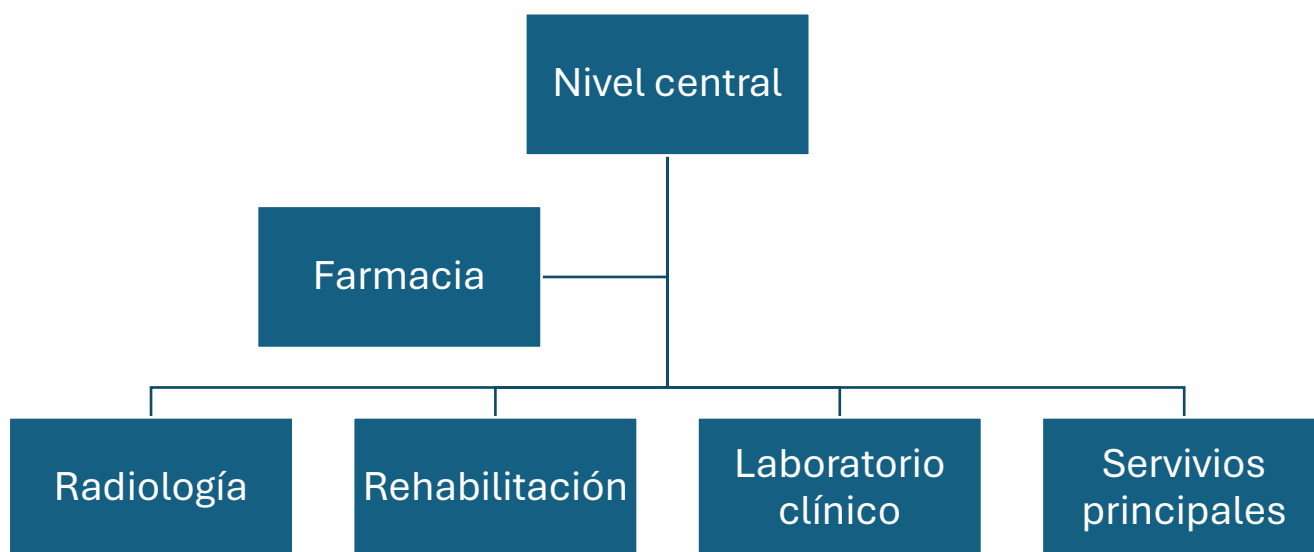 Nivel central
Farmacia
Radiología
Rehabilitación
Laboratorio
clínico
Servivios
principales